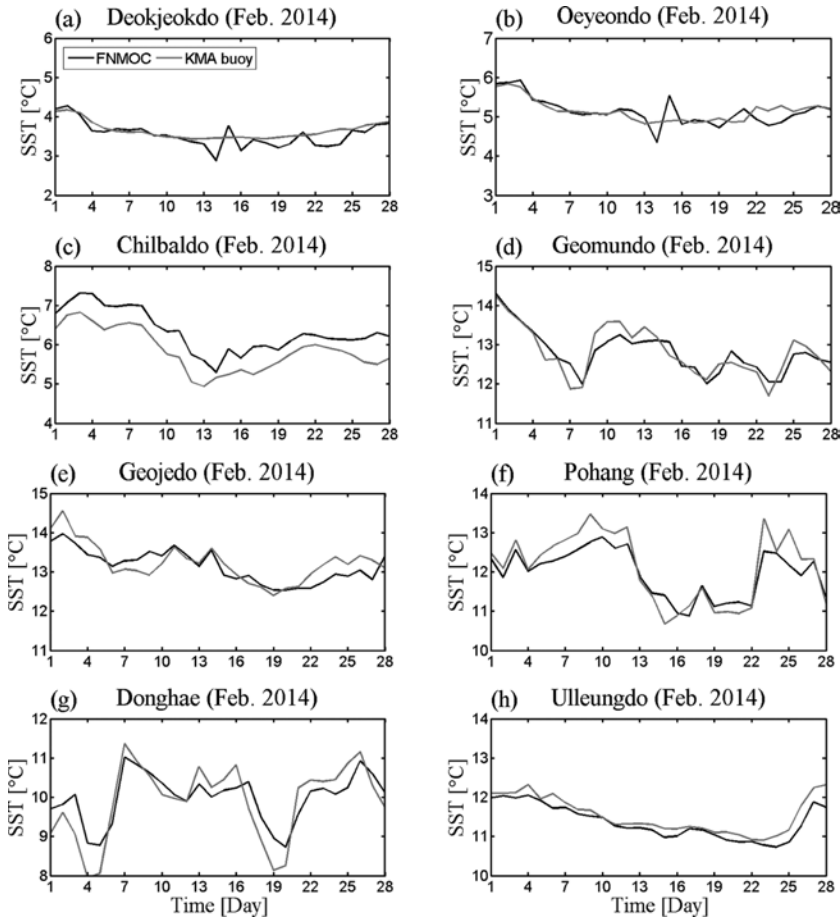 (a) Deokjeokdo (Feb. 2014)
(b) Oeyeondo (Feb. 2014)
FNMOC KMA buoy
SST [°C]
6
5
4
3
2
1 4 7 10 13 16 19 22 25 28
SST [°C]
7
6
5
4
3
1 4 7 10 13 16 19 22 25 28
(c) Chilbaldo (Feb. 2014)
(d) Geomundo (Feb. 2014)
SST [°C]
8
7
6
5
4
1 4 7 10 13 16 19 22 25 28
SST. [°C]
15
14
13
12
11
1 4 7 10 13 16 19 22 25 28
(e) Geojedo (Feb. 2014)
(f) Pohang (Feb. 2014)
SST [°C]
15
14
13
12
11
1 4 7 10 13 16 19 22 25 28
SST [°C]
14
13
12
11
10
1 4 7 10 13 16 19 22 25 28
(g) Donghae (Feb. 2014)
(h) Ulleungdo (Feb. 2014)
SST [°C]
12
11
10
9
8
1 4 7 10 13 16 19 22 25 28
Time [Day]
SST [°C]
14
13
12
11
10
1 4 7 10 13 16 19 22 25 28
Time [Day]